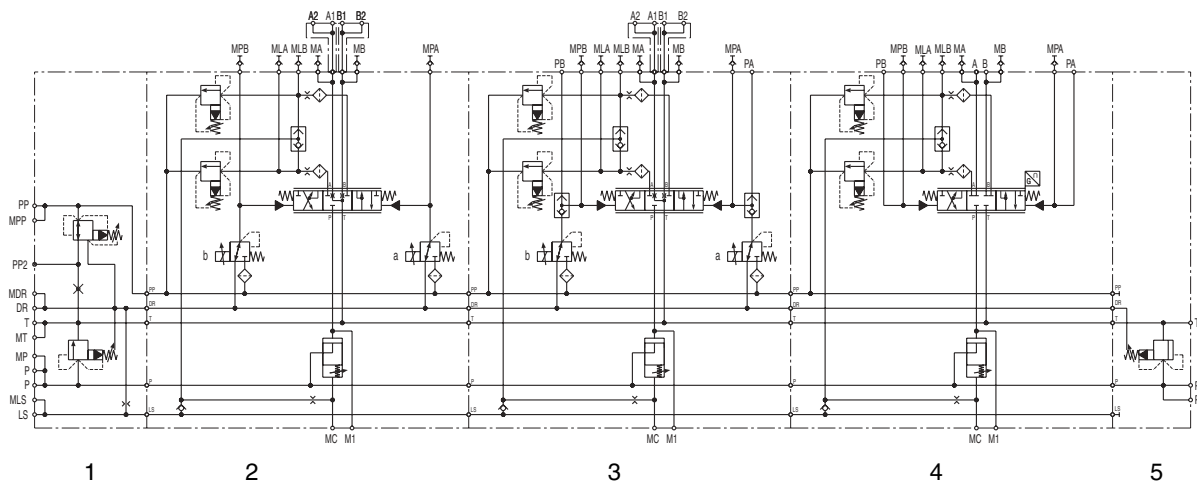 A2 A1 B1 B2
A2 A1 B1 B2
MPB MLA MLB MA MB MPA
PB MPB MLA MLB MA MB MPA PA
PB MPB MLA MLB MA A B MB MPA PA
A B
P T
A B
P T
A B
P T
G n
b a
b a
PP
MPP
PP2
MDR
DR
T
MT
MP
P
P
MLS
LS
PP PP PP PP
DR DR DR DR
T T T T T
P P P P P
P
LS LS LS LS
MC M1
MC M1
MC M1
1 2 3 4 5